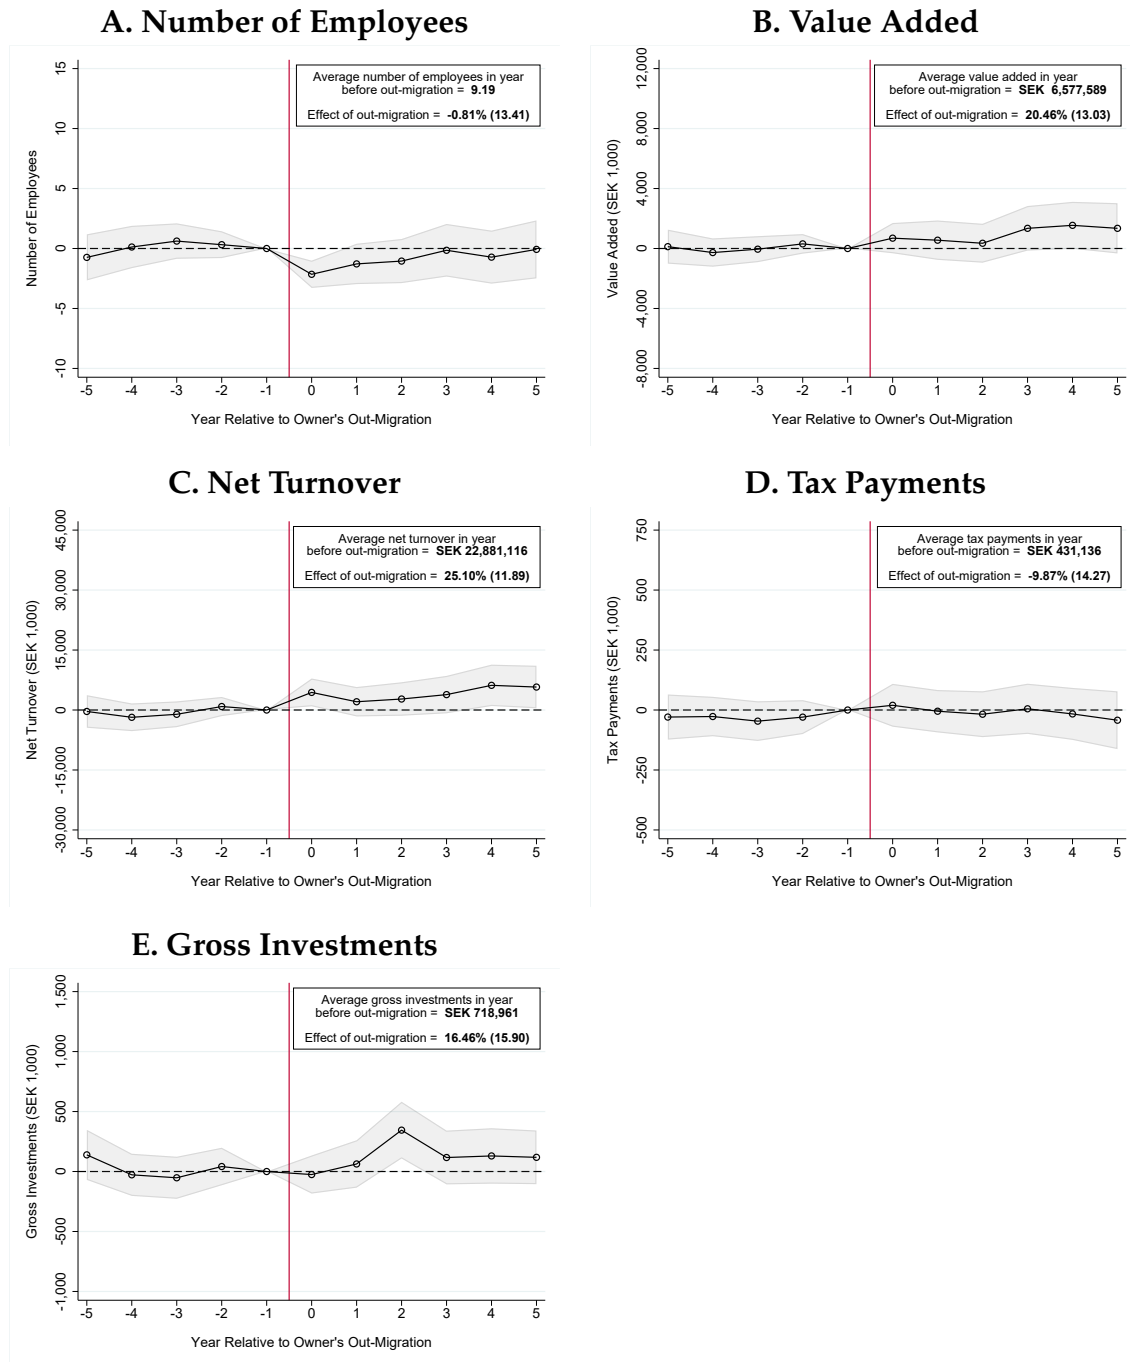 A. Number of Employees
15
10
5
0
-5
-10
Number of Employees
Average number of employees in year
before out-migration = 9.19
Effect of out-migration = -0.81% (13.41)
-5 -4 -3 -2 -1 0 1 2 3 4 5
Year Relative to Owner's Out-Migration
B. Value Added
12,000
8,000
4,000
0
-4,000
-8,000
Value Added (SEK 1,000)
Average value added in year
before out-migration = SEK 6,577,589
Effect of out-migration = 20.46% (13.03)
-5 -4 -3 -2 -1 0 1 2 3 4 5
Year Relative to Owner's Out-Migration
C. Net Turnover
45,000
30,000
15,000
0
-15,000
-30,000
Net Turnover (SEK 1,000)
Average net turnover in year
before out-migration = SEK 22,881,116
Effect of out-migration = 25.10% (11.89)
-5 -4 -3 -2 -1 0 1 2 3 4 5
Year Relative to Owner's Out-Migration
D. Tax Payments
750
500
250
0
-250
-500
Tax Payments (SEK 1,000)
Average tax payments in year
before out-migration = SEK 431,136
Effect of out-migration = -9.87% (14.27)
-5 -4 -3 -2 -1 0 1 2 3 4 5
Year Relative to Owner's Out-Migration
E. Gross Investments
1,500
1,000
500
0
-500
-1,000
Gross Investments (SEK 1,000)
Average gross investments in year
before out-migration = SEK 718,961
Effect of out-migration = 16.46% (15.90)
-5 -4 -3 -2 -1 0 1 2 3 4 5
Year Relative to Owner's Out-Migration